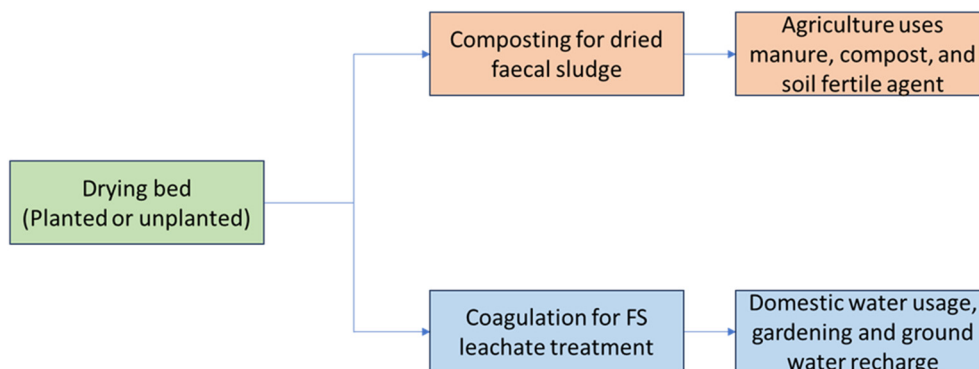 Composting for dried
faecal sludge
Agriculture uses
manure, compost, and
soil fertile agent
Drying bed
(Planted or unplanted)
Coagulation for FS
leachate treatment
Domestic water usage,
gardening and ground
water recharge